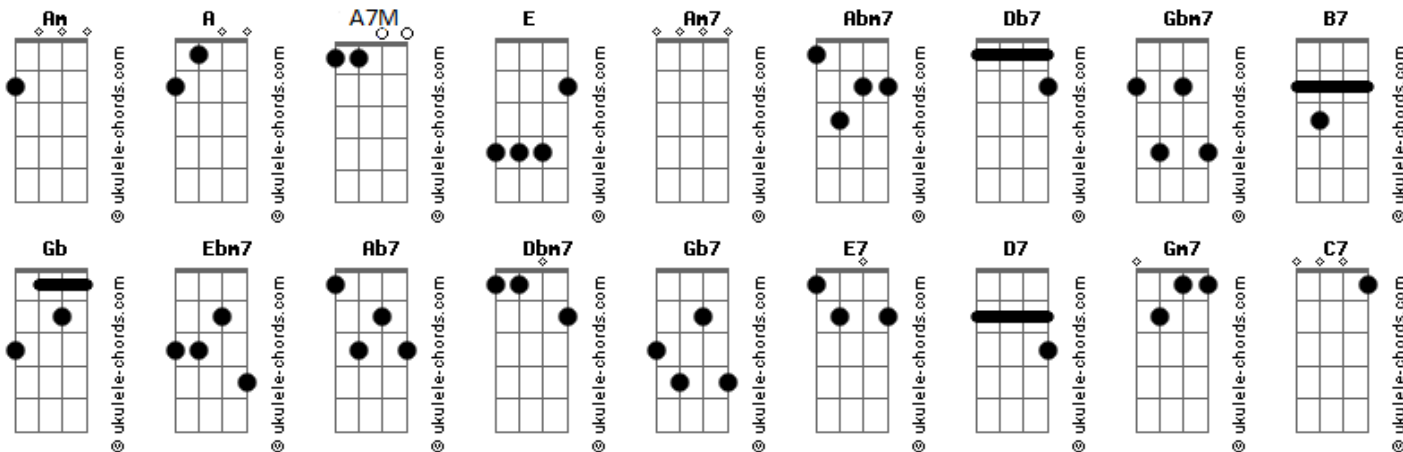 Am A A7M E Am7 Abm7 Db7 Gbm7 B7
© ukulele-chords.com © ukulele-chords.com © ukulele-chords.com © ukulele-chords.com © ukulele-chords.com © ukulele-chords.com © ukulele-chords.com © ukulele-chords.com © ukulele-chords.com
Gb Ebm7 Ab7 Dbm7 Gb7 E7 D7 Gm7 C7
© ukulele-chords.com © ukulele-chords.com © ukulele-chords.com © ukulele-chords.com © ukulele-chords.com © ukulele-chords.com © ukulele-chords.com © ukulele-chords.com © ukulele-chords.com